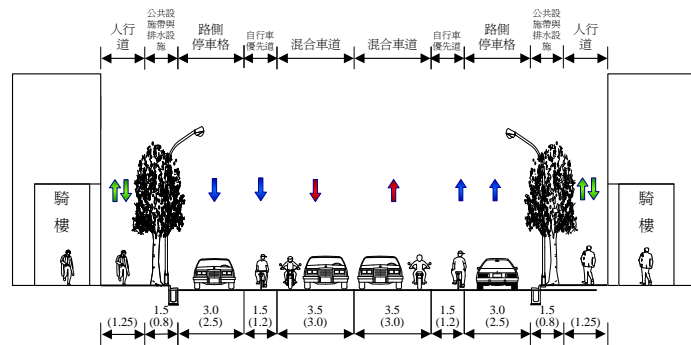 人行
道
公共設
施帶與
排水設
施
路側
停車格
自行車
優先道
混合車道
混合車道
自行車
優先道
路側
停車格
公共設
施帶與
排水設
施
人行
道
騎
樓
騎
樓
(1.25)
1.5
(0.8)
3.0
(2.5)
1.5
(1.2)
3.5
(3.0)
3.5
(3.0)
1.5
(1.2)
3.0
(2.5)
1.5
(0.8)
(1.25)